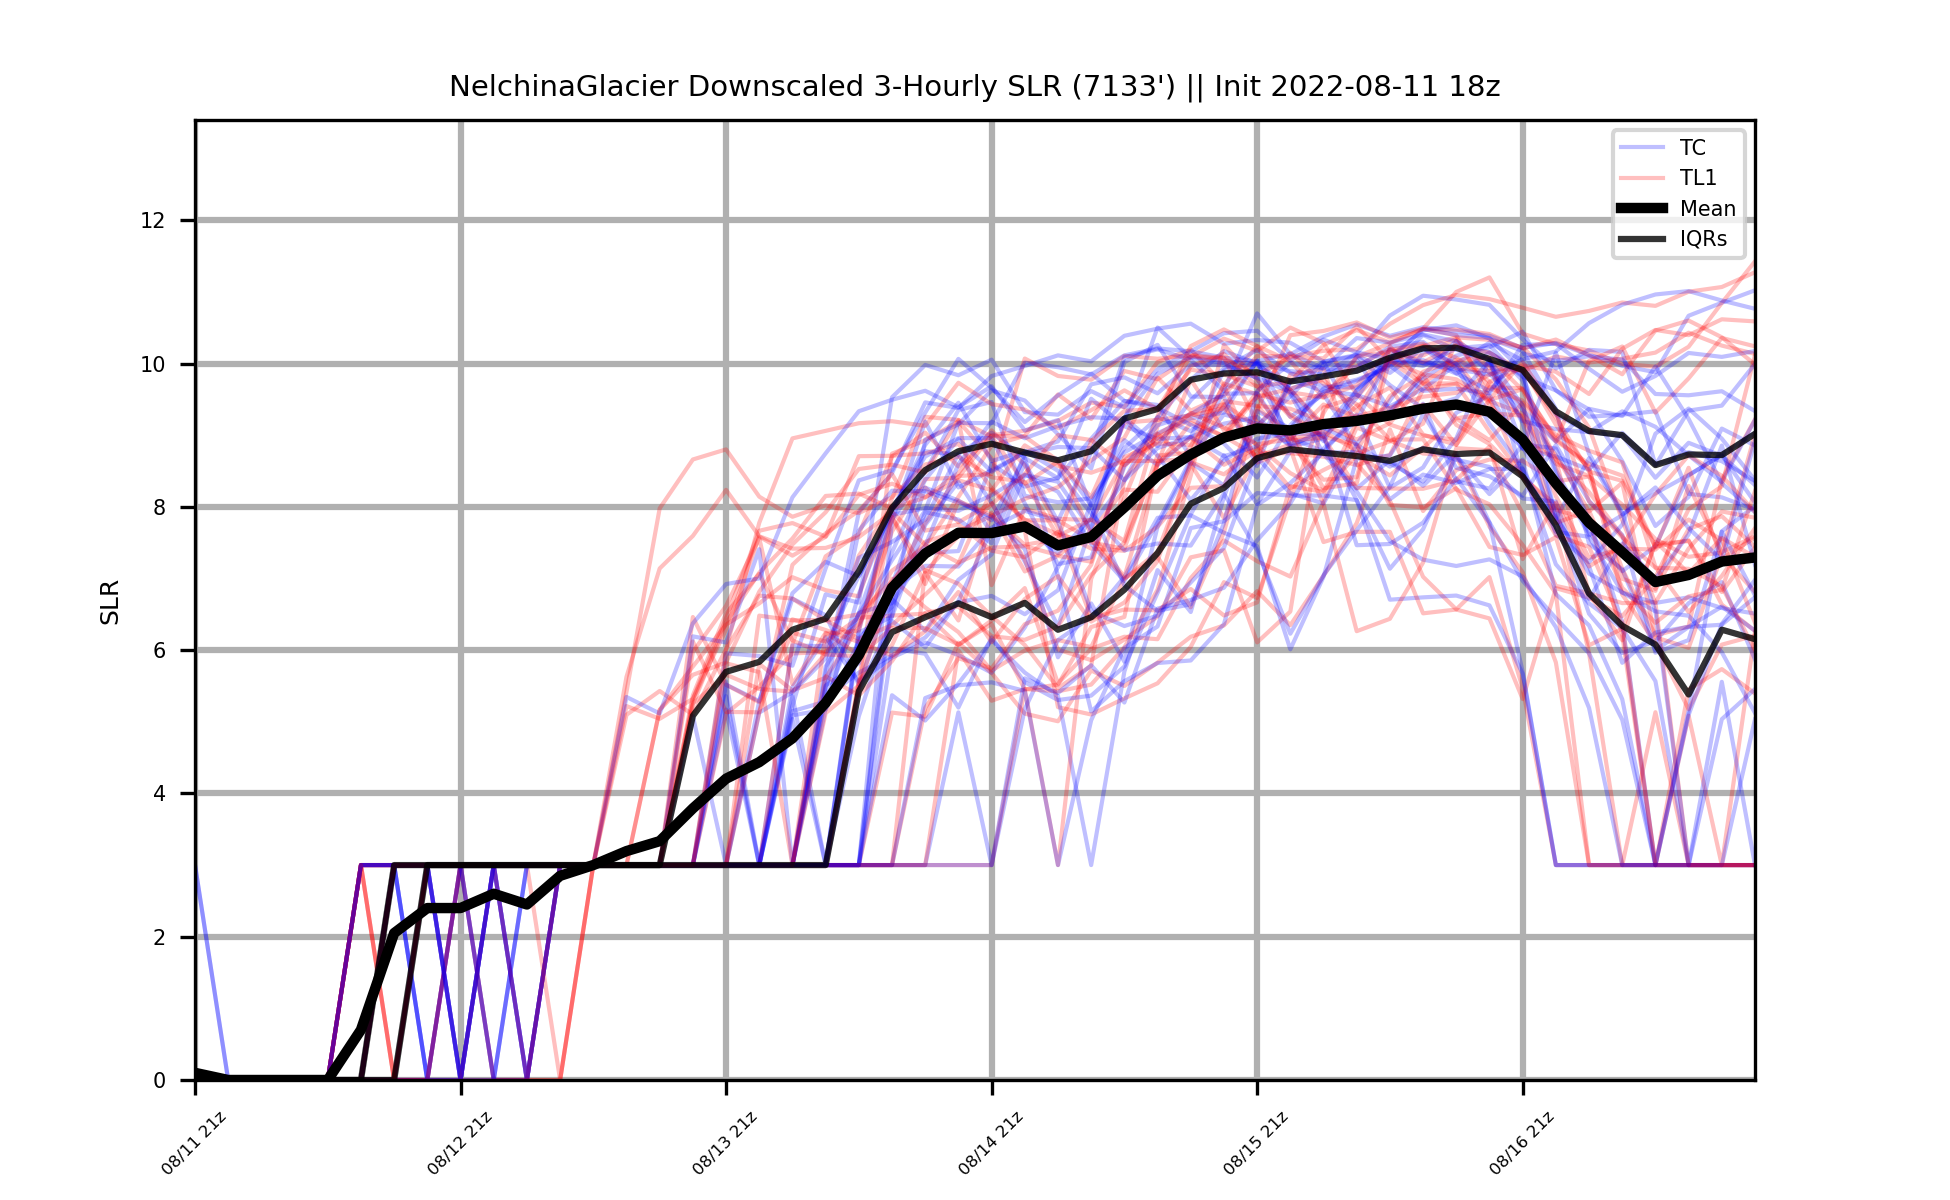 NelchinaGlacier Downscaled 3-Hourly SLR (7133') || Init 2022-08-11 18z
TC
TL1
Mean
IQRs
SLR
12
10
8
6
4
2
0
08/11 21z
08/12 21z
08/13 21z
08/14 21z
08/15 21z
08/16 21z